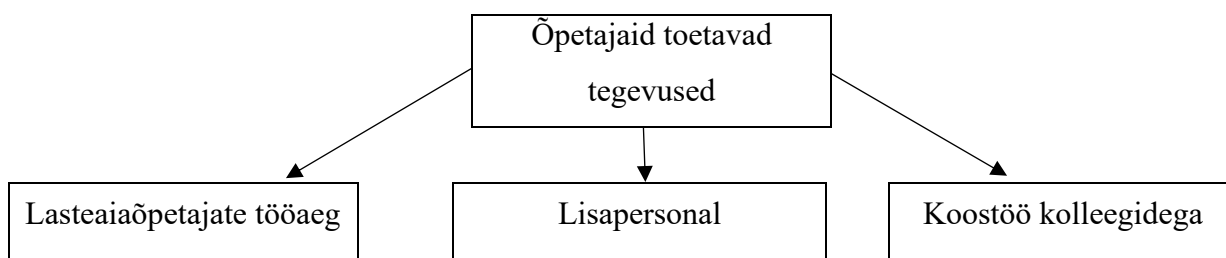 Õpetajaid toetavad
tegevused
Lasteaiaõpetajate tööaeg
Lisapersonal
Koostöö kolleegidega